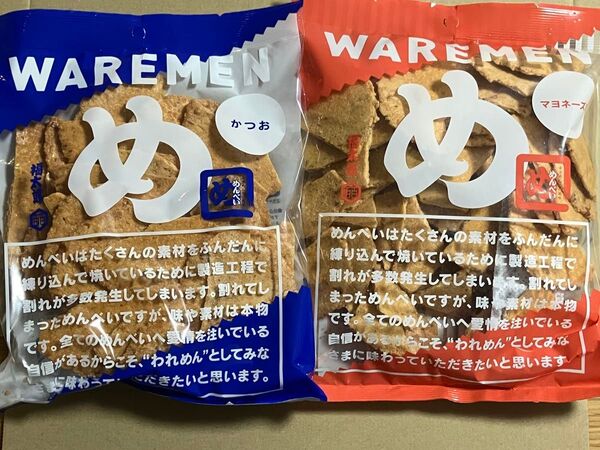 WAREMEN
め
かつお
福太郎
めんべい
めんべいはたくさんの素材をふんだんに
練り込んで焼いているために製造工程で
割れが多数発生してしまいます。割れてし
まっためんべいですが、味や素材は本物
です。全てのめんべいへ愛情を注いている
自信があるからこそ、“われめん”としてみな
さまに味わっていただきたいと思います。
WAREMEN
め
マヨネーズ
福太郎
めんべい
めんべいはたくさんの素材をふんだんに
練り込んで焼いているために製造工程で
割れが多数発生してしまいます。割れてし
まっためんべいですが、味や素材は本物
です。全てのめんべいへ愛情を注いている
自信があるからこそ、“われめん”としてみな
さまに味わっていただきたいと思います